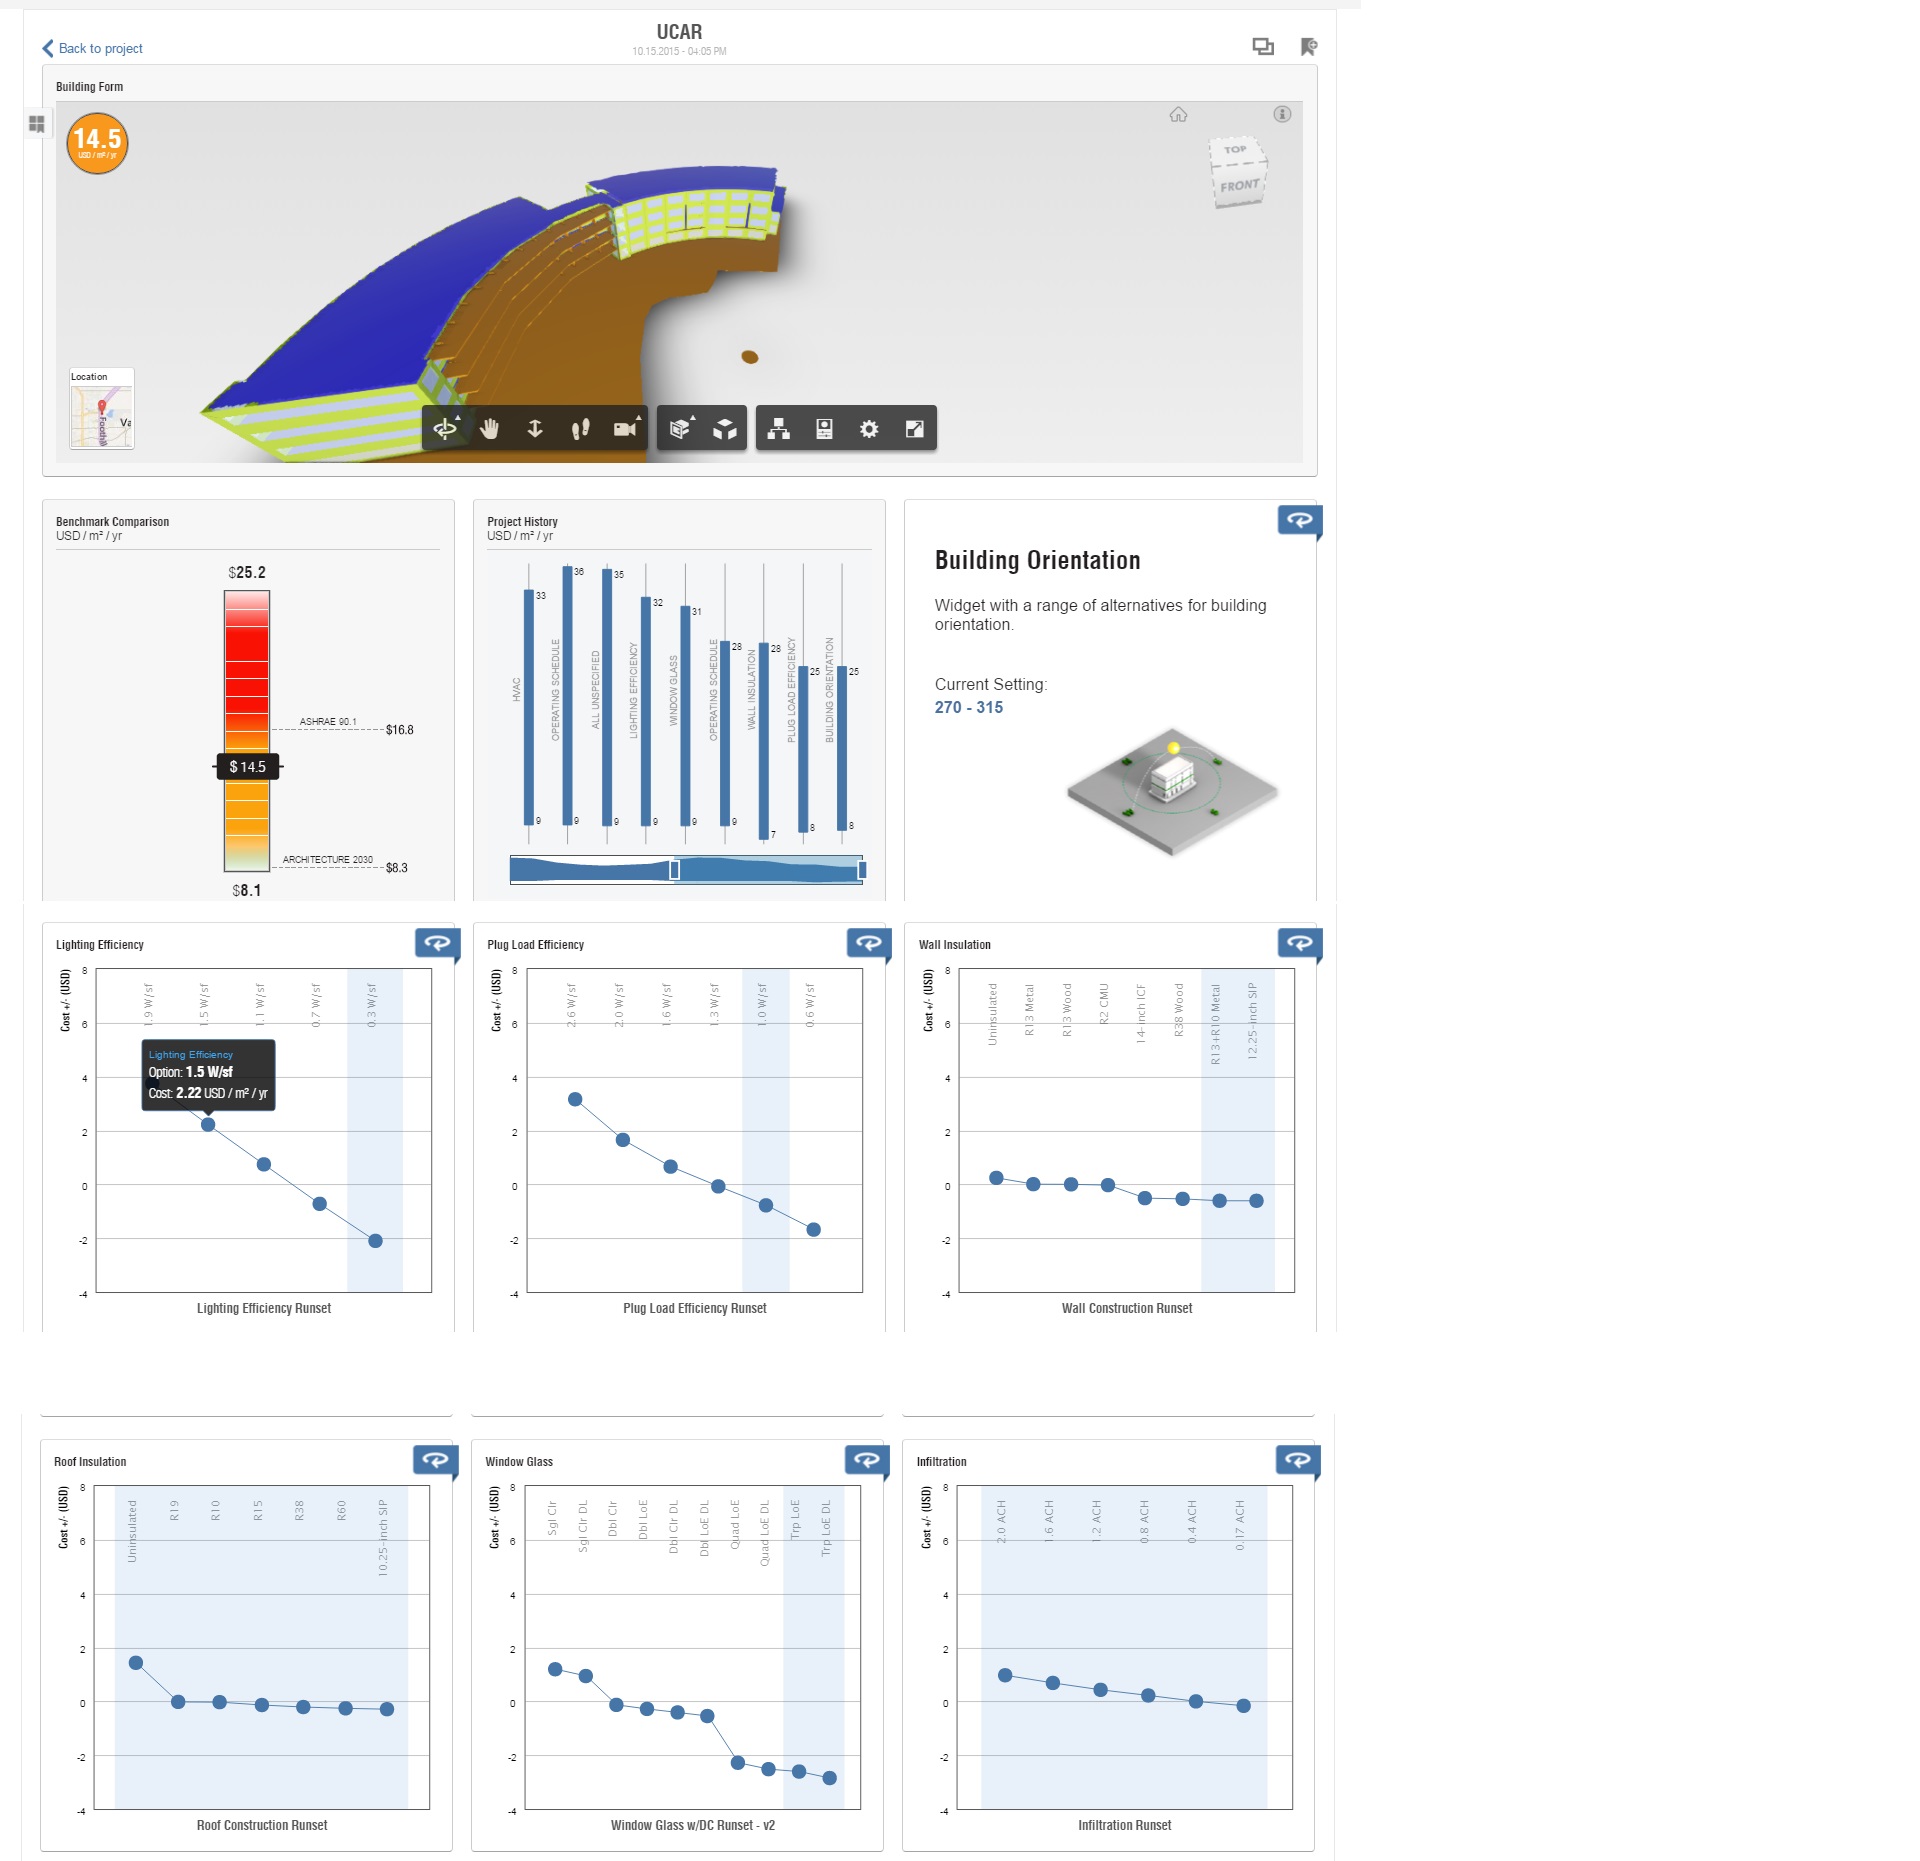 UCAR
10.15.2015 - 04:05 PM
Back to project
Building Form
14.5
USD / m² / yr
TOP
FRONT
Location
Foothill
Va
Benchmark Comparison
USD / m² / yr
$25.2
ASHRAE 90.1
$16.8
$ 14.5
ARCHITECTURE 2030
$8.3
$8.1
Project History
USD / m² / yr
HVAC
33
9
OPERATING SCHEDULE
36
9
ALL UNSPECIFIED
35
9
LIGHTING EFFICIENCY
32
9
WINDOW GLASS
31
9
OPERATING SCHEDULE
28
9
WALL INSULATION
28
7
PLUG LOAD EFFICIENCY
25
8
BUILDING ORIENTATION
25
8
Building Orientation
Widget with a range of alternatives for building
orientation.
Current Setting:
270 - 315
Lighting Efficiency
Cost +/- (USD)
8
6
4
2
0
-2
-4
1.9 W/sf
1.5 W/sf
1.1 W/sf
0.7 W/sf
0.3 W/sf
Lighting Efficiency
Option: 1.5 W/sf
Cost: 2.22 USD / m² / yr
Lighting Efficiency Runset
Plug Load Efficiency
Cost +/- (USD)
8
6
4
2
0
-2
-4
2.6 W/sf
2.0 W/sf
1.6 W/sf
1.3 W/sf
1.0 W/sf
0.6 W/sf
Plug Load Efficiency Runset
Wall Insulation
Cost +/- (USD)
8
6
4
2
0
-2
-4
Uninsulated
R13 Metal
R13 Wood
R2 CMU
14-inch ICF
R38 Wood
R13+R10 Metal
12.25-inch SIP
Wall Construction Runset
Roof Insulation
Cost +/- (USD)
8
6
4
2
0
-2
-4
Uninsulated
R19
R10
R15
R38
R60
10.25-inch SIP
Roof Construction Runset
Window Glass
Cost +/- (USD)
8
6
4
2
0
-2
-4
Sgl Clr
Sgl Clr DL
Dbl Clr
Dbl LoE
Dbl Clr DL
Dbl LoE DL
Quad LoE
Quad LoE DL
Trp LoE
Trp LoE DL
Window Glass w/DC Runset - v2
Infiltration
Cost +/- (USD)
8
6
4
2
0
-2
-4
2.0 ACH
1.6 ACH
1.2 ACH
0.8 ACH
0.4 ACH
0.17 ACH
Infiltration Runset